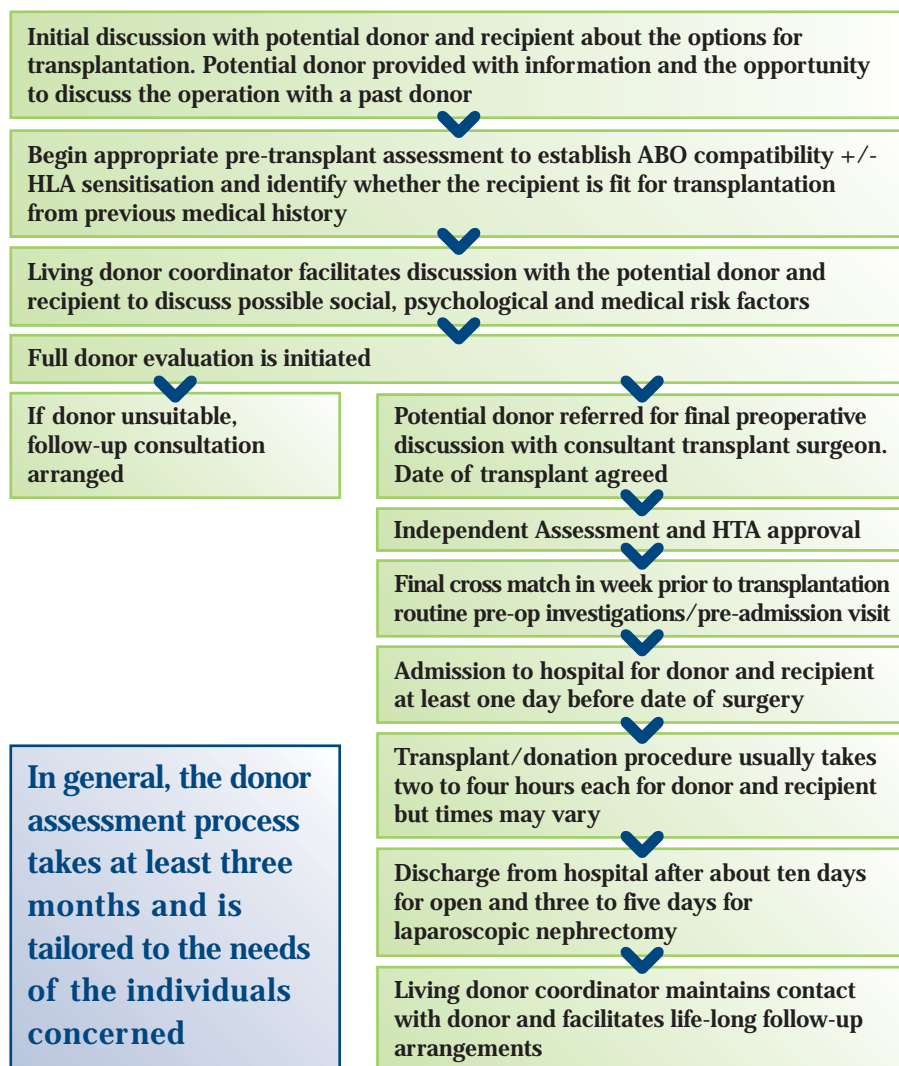 Initial discussion with potential donor and recipient about the options for
transplantation. Potential donor provided with information and the opportunity
to discuss the operation with a past donor
Begin appropriate pre-transplant assessment to establish ABO compatibility +/-
HLA sensitisation and identify whether the recipient is fit for transplantation
from previous medical history
Living donor coordinator facilitates discussion with the potential donor and
recipient to discuss possible social, psychological and medical risk factors
Full donor evaluation is initiated
If donor unsuitable,
follow-up consultation
arranged
Potential donor referred for final preoperative
discussion with consultant transplant surgeon.
Date of transplant agreed
Independent Assessment and HTA approval
Final cross match in week prior to transplantation
routine pre-op investigations/pre-admission visit
Admission to hospital for donor and recipient
at least one day before date of surgery
Transplant/donation procedure usually takes
two to four hours each for donor and recipient
but times may vary
Discharge from hospital after about ten days
for open and three to five days for
laparoscopic nephrectomy
Living donor coordinator maintains contact
with donor and facilitates life-long follow-up
arrangements
In general, the donor
assessment process
takes at least three
months and is
tailored to the needs
of the individuals
concerned